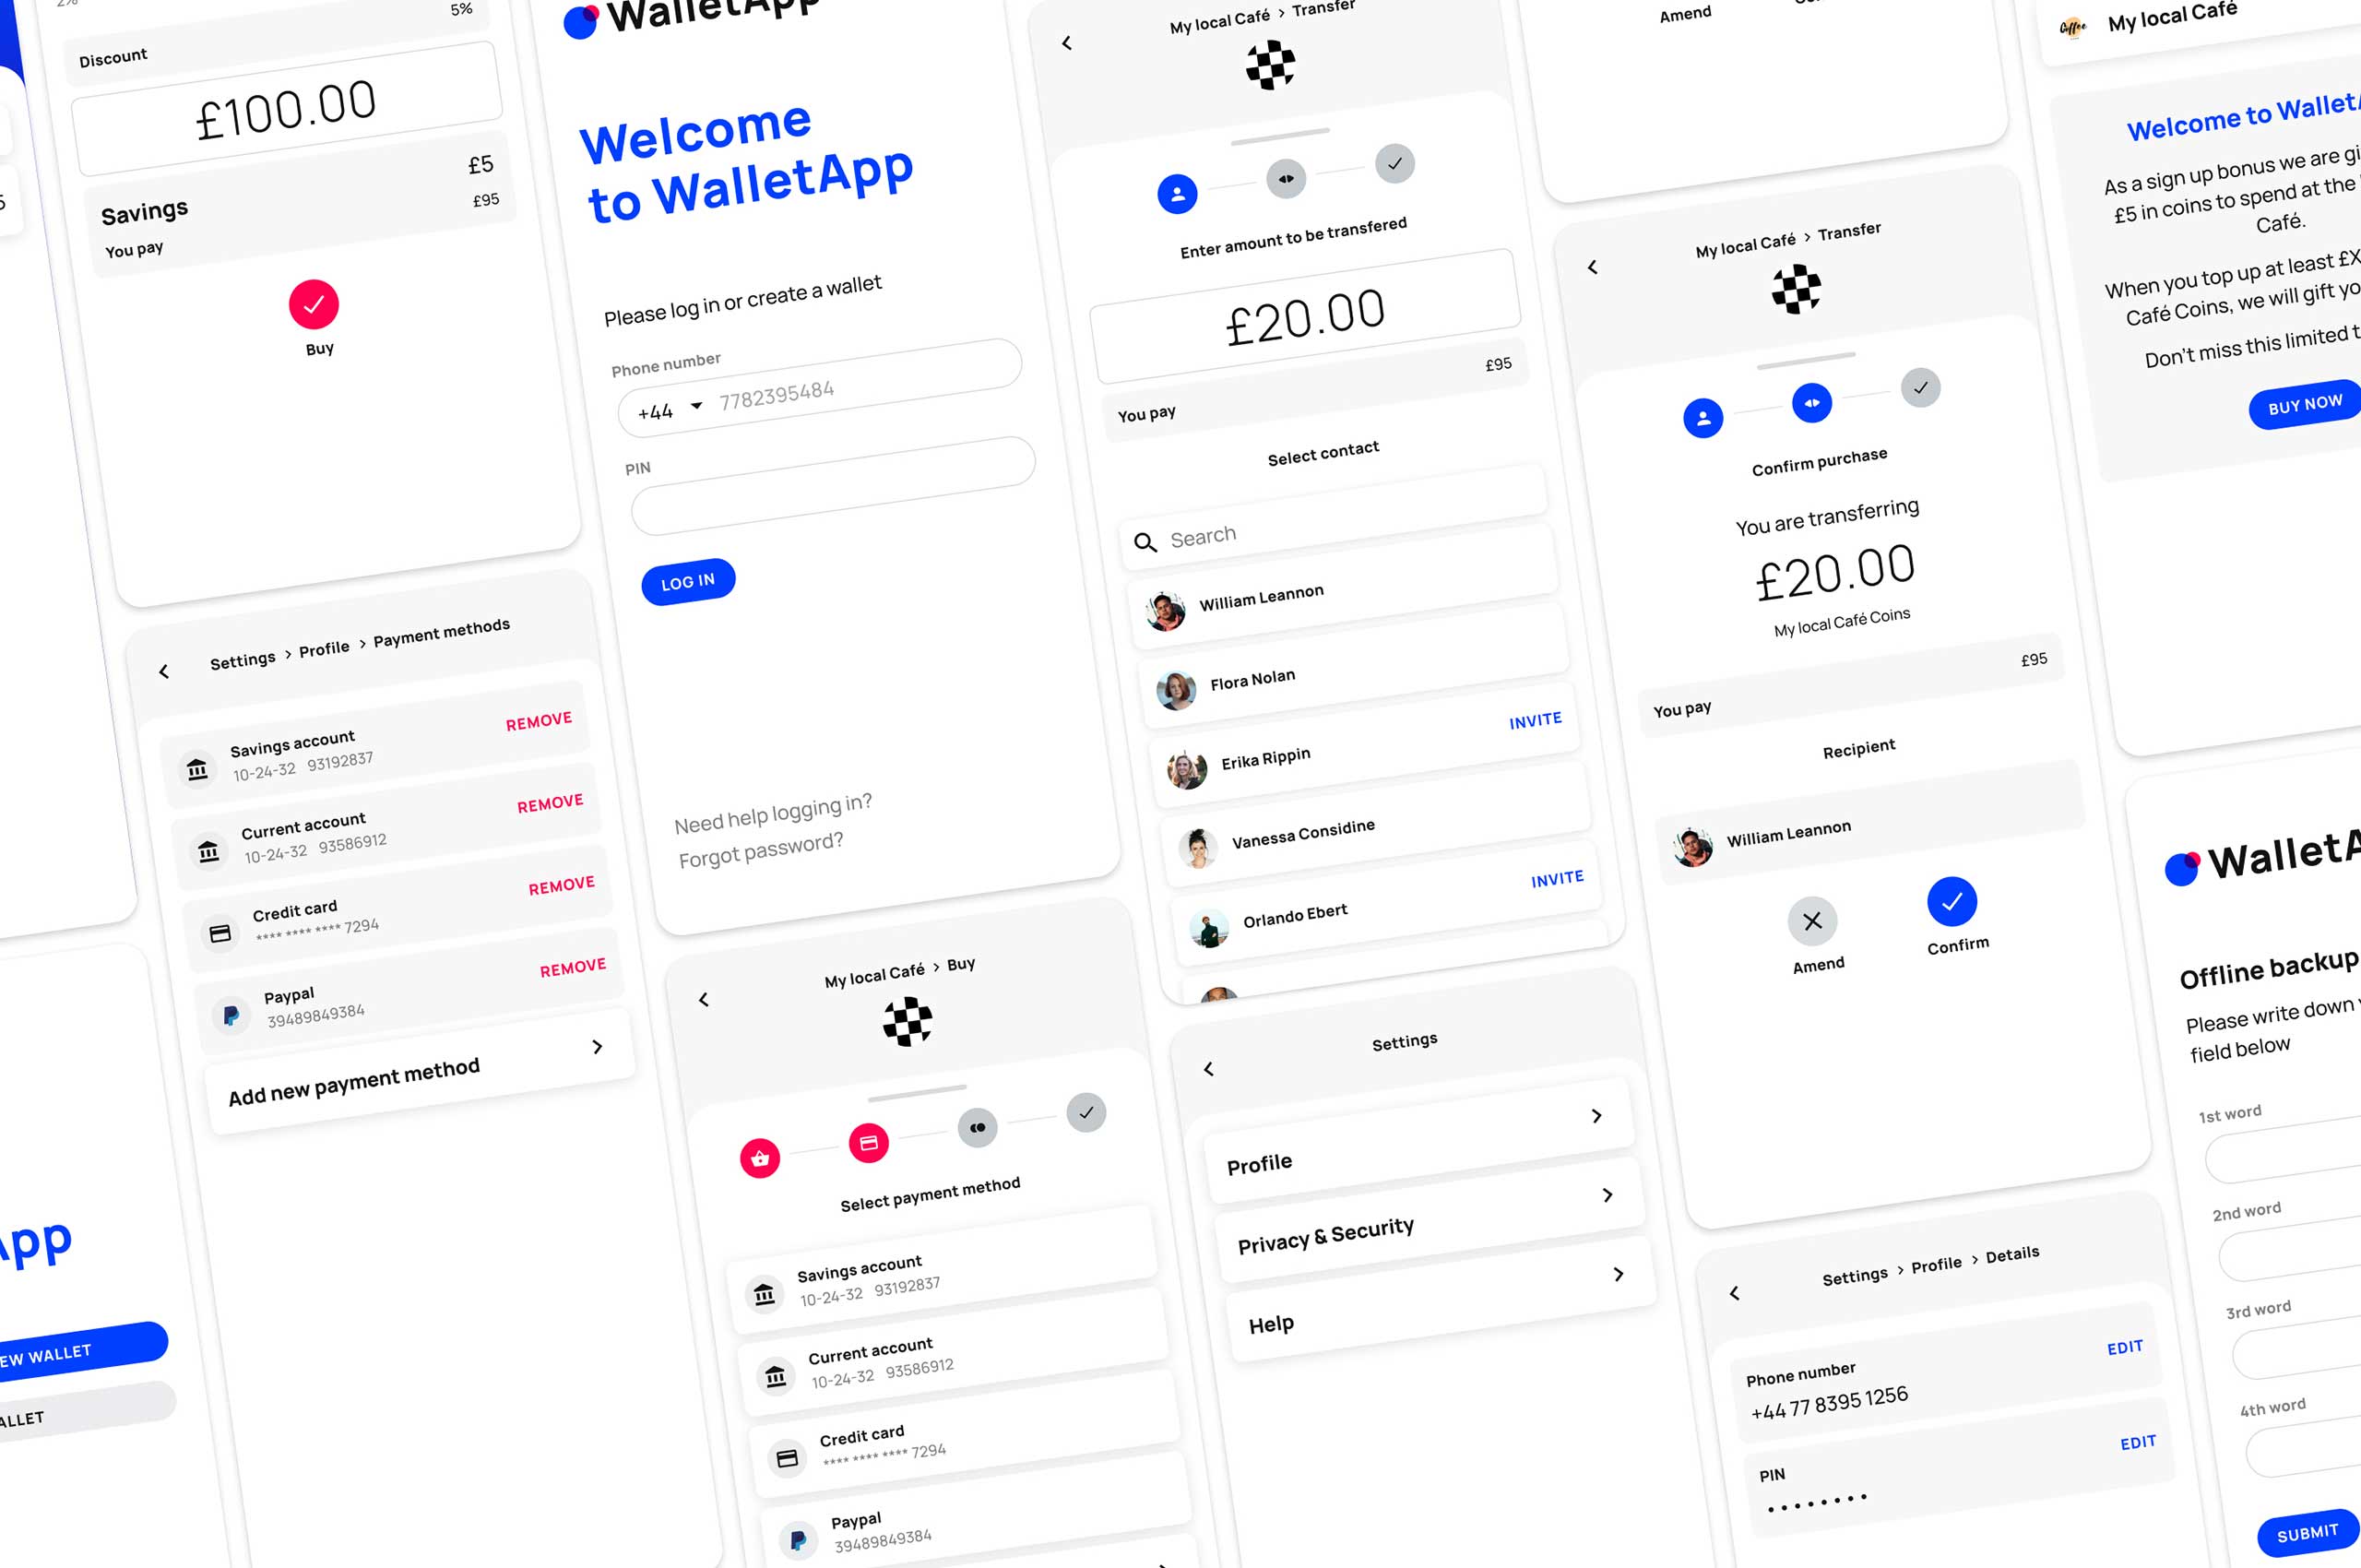 2%
5%
Discount
£100.00
Savings
£5
You pay
£95
Buy
Settings > Profile > Payment methods
Savings account
10-24-32 93192837
REMOVE
Current account
10-24-32 93586912
REMOVE
Credit card
**** **** **** 7294
REMOVE
Paypal
39489849384
REMOVE
Add new payment method
App
EW WALLET
ALLET
WalletApp
Welcome
to WalletApp
Please log in or create a wallet
Phone number
+44 7782395484
PIN
LOG IN
Need help logging in?
Forgot password?
My local Café > Buy
Select payment method
Savings account
10-24-32 93192837
Current account
10-24-32 93586912
Credit card
**** **** **** 7294
Paypal
39489849384
My local Café > Transfer
Enter amount to be transfered
£20.00
You pay
£95
Select contact
Search
William Leannon
Flora Nolan
Erika Rippin
INVITE
Vanessa Considine
Orlando Ebert
INVITE
Settings
Profile
Privacy & Security
Help
Amend
My local Café > Transfer
Confirm purchase
You are transferring
£20.00
My local Café Coins
You pay
£95
Recipient
William Leannon
Amend
Confirm
Settings > Profile > Details
Phone number
+44 77 8395 1256
EDIT
PIN
EDIT
Coffee
My local Café
Welcome to Wallet
As a sign up bonus we are gi
£5 in coins to spend at the
Café.
When you top up at least £X
Café Coins, we will gift yo
Don't miss this limited t
BUY NOW
WalletA
Offline backup
Please write down
field below
1st word
2nd word
3rd word
4th word
SUBMIT